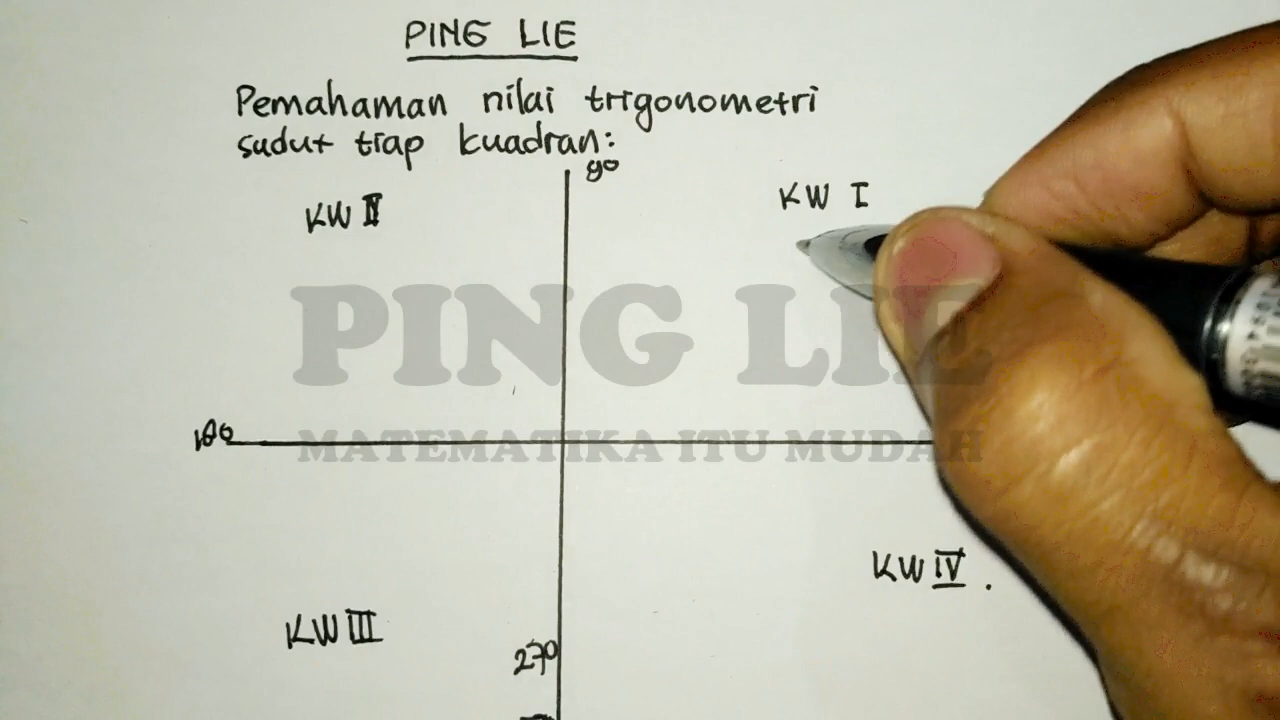 PING LIE
Pemahaman nilai trigonometri
sudut tiap kuadran:
90
KW II
KW I
PING LIE
180
MATEMATIKA ITU MUDAH
KW IV.
KW III
270